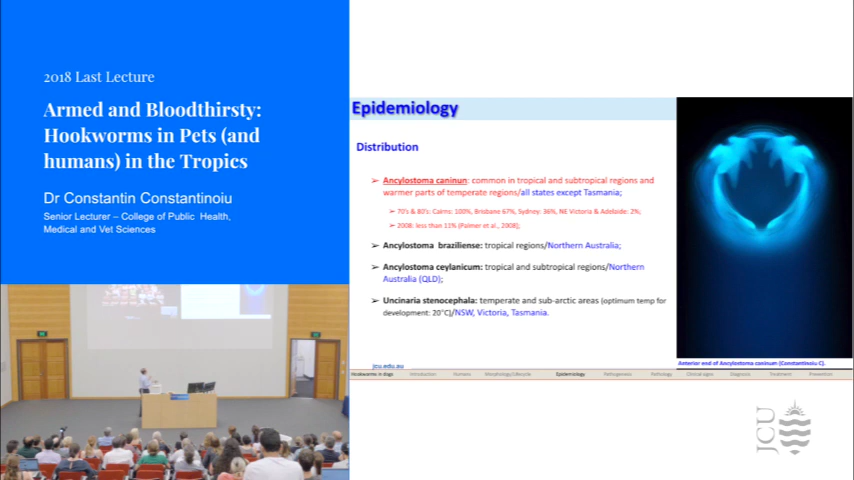 2018 Last Lecture
Armed and Bloodthirsty:
Hookworms in Pets (and
humans) in the Tropics
Dr Constantin Constantinoiu
Senior Lecturer – College of Public Health,
Medical and Vet Sciences
Epidemiology
Distribution
➢ Ancylostoma caninun: common in tropical and subtropical regions and
warmer parts of temperate regions/all states except Tasmania;
➢ 70's & 80's: Cairns: 100%, Brisbane 67%, Sydney: 36%, NE Victoria & Adelaide: 2%;
➢ 2008: less than 11% (Palmer et al., 2008);
➢ Ancylostoma braziliense: tropical regions/Northern Australia;
➢ Ancylostoma ceylanicum: tropical and subtropical regions/Northern
Australia (QLD);
➢ Uncinaria stenocephala: temperate and sub-arctic areas (optimum temp for
development: 20°C)/NSW, Victoria, Tasmania.
jcu.edu.au
Anterior end of Ancylostoma caninum (Constantinoiu C).
Hookworms in dogs Introduction Humans Morphology/Lifecycle Epidemiology Pathogenesis Pathology Clinical signs Diagnosis Treatment Prevention
JCU